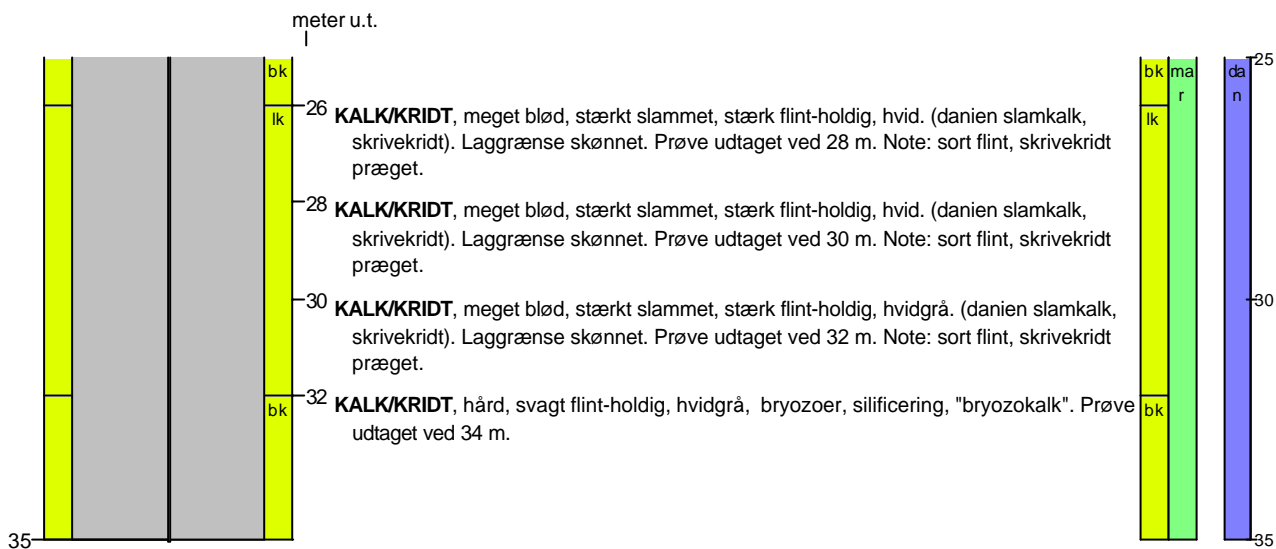 meter u.t.
bk
bk
ma
r
da
n
25
26 KALK/KRIDT, meget blød, stærkt slammet, stærk flint-holdig, hvid. (danien slamkalk,
lk
lk
skrivekridt). Laggrænse skønnet. Prøve udtaget ved 28 m. Note: sort flint, skrivekridt
præget.
28 KALK/KRIDT, meget blød, stærkt slammet, stærk flint-holdig, hvid. (danien slamkalk,
skrivekridt). Laggrænse skønnet. Prøve udtaget ved 30 m. Note: sort flint, skrivekridt
præget.
30 KALK/KRIDT, meget blød, stærkt slammet, stærk flint-holdig, hvidgrå. (danien slamkalk,
30
skrivekridt). Laggrænse skønnet. Prøve udtaget ved 32 m. Note: sort flint, skrivekridt
præget.
32 KALK/KRIDT, hård, svagt flint-holdig, hvidgrå, bryozoer, silificering, "bryozokalk". Prøve
bk
bk
udtaget ved 34 m.
35
35